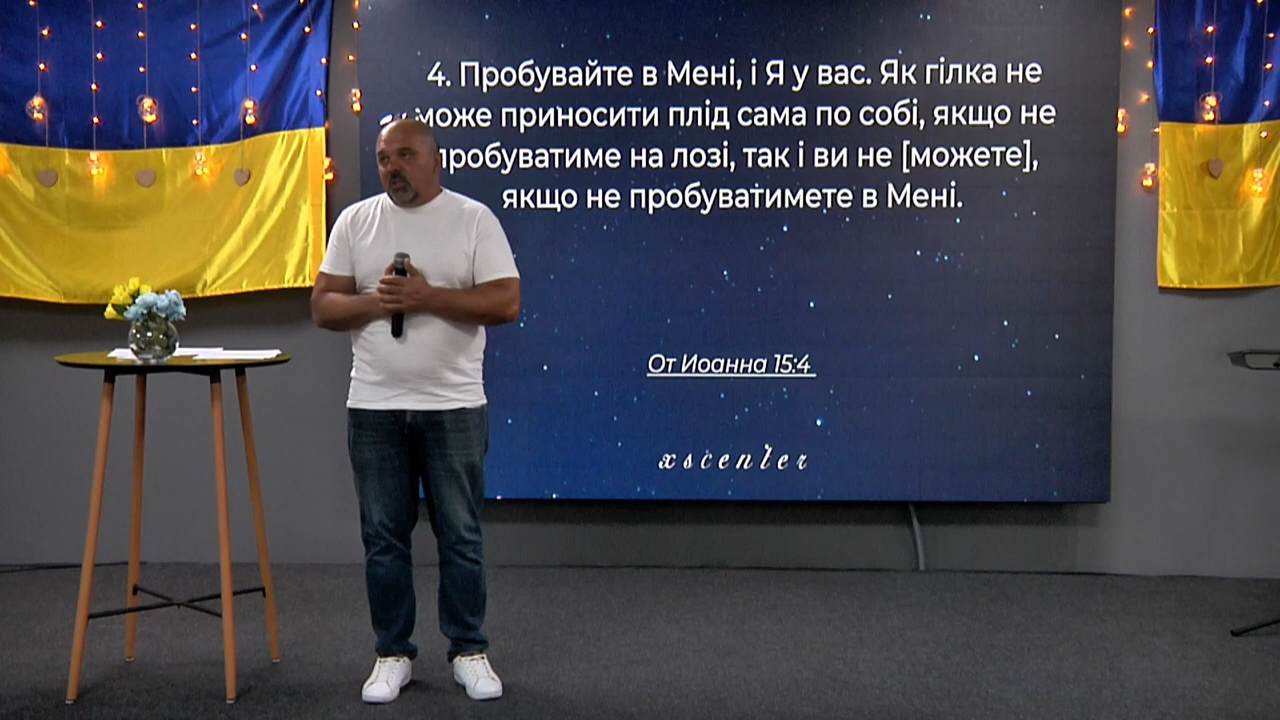 4. Пробувайте в Мені, і Я у вас. Як гілка не
може приносити плід сама по собі, якщо не
пробуватиме на лозі, так і ви не [можете],
якщо не пробуватимете в Мені.
От Иоанна 15:4
xscenter